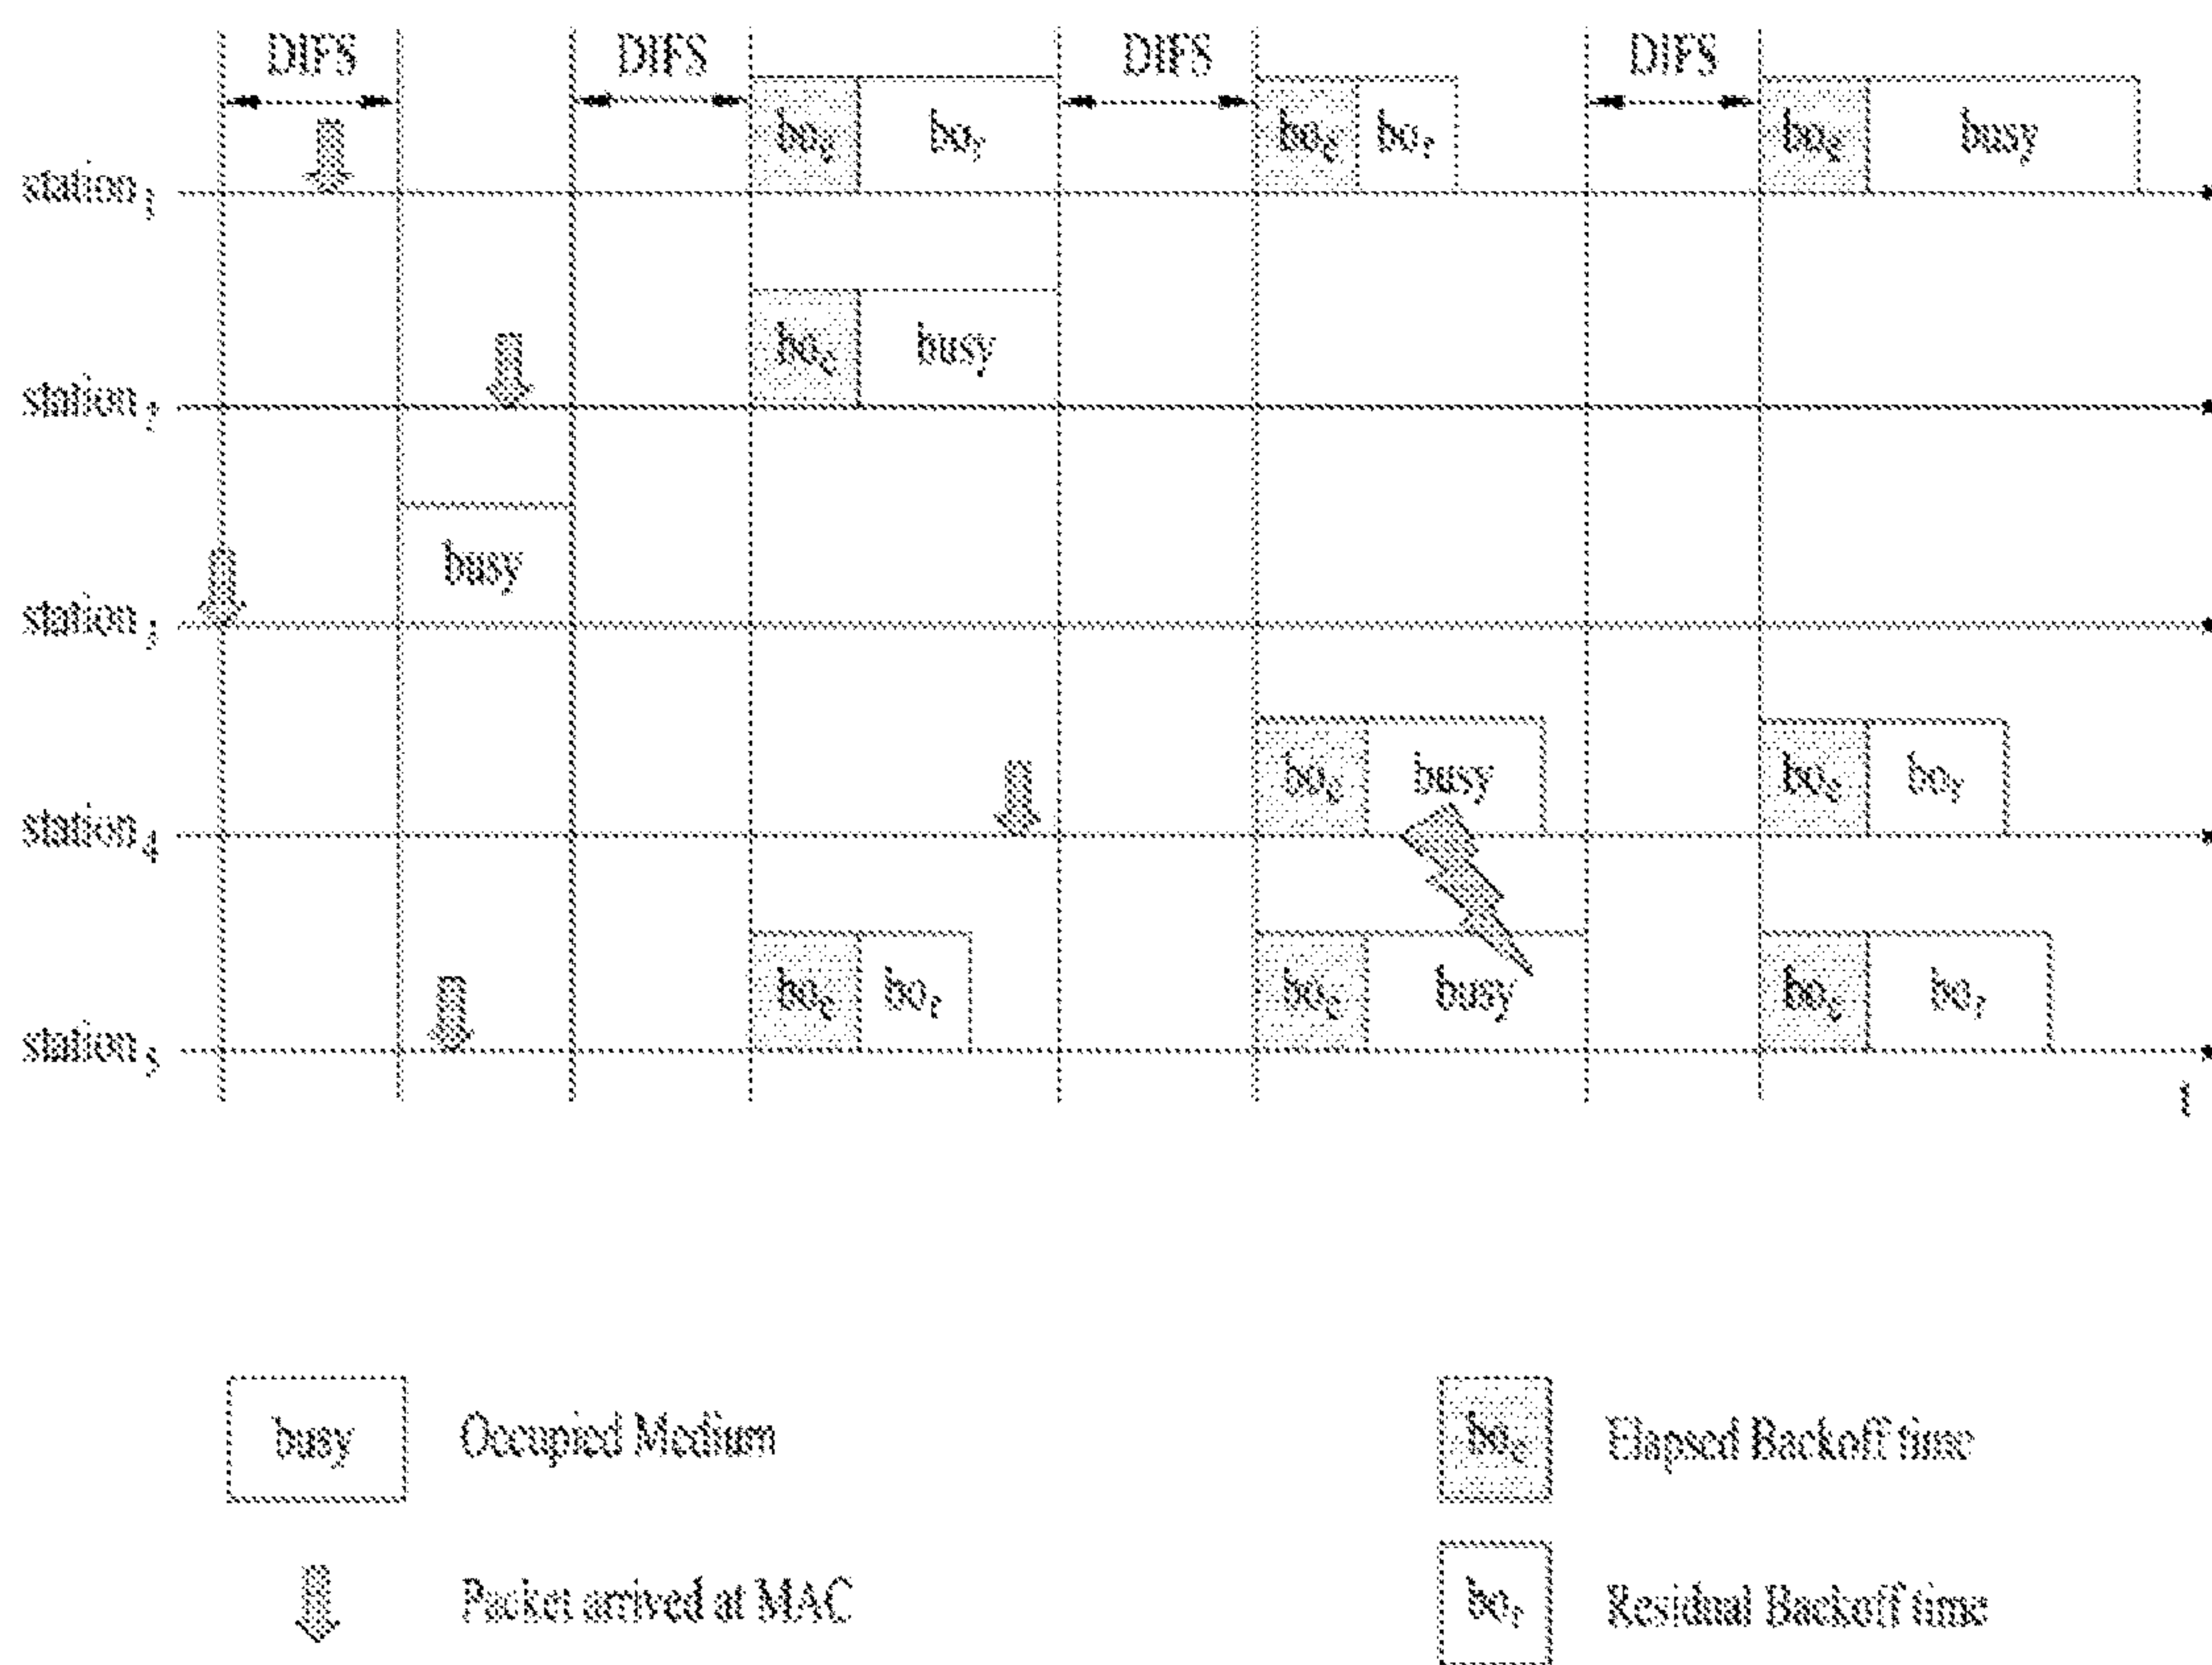 DIFS DIFS DIFS DIFS
station 1 bo e bo r bo e bo r bo e busy
station 2 bo e busy
station 3 busy
station 4 bo e busy bo e bo r
station 5 bo e bo r bo e busy bo e bo r
t
busy Occupied Medium bo e Elapsed Backoff time
Packet arrived at MAC bo r Residual Backoff time